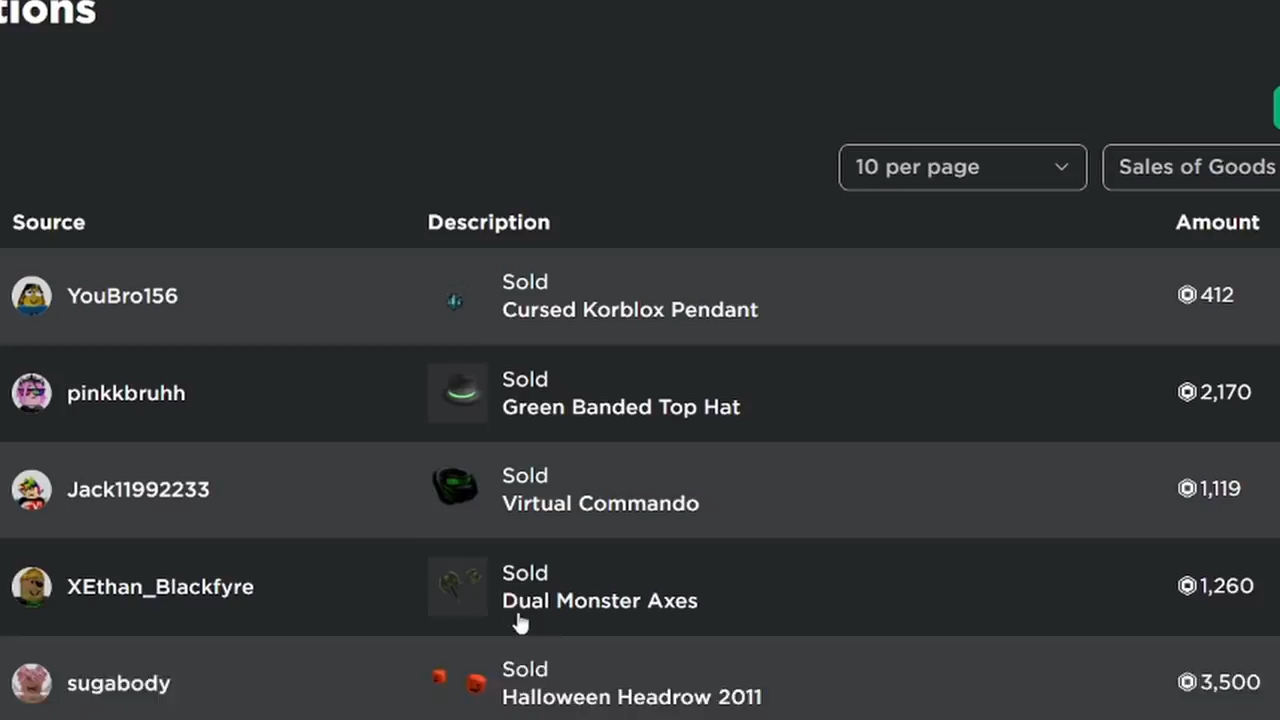 tions
10 per page
Sales of Goods
Source Description Amount
YouBro156 Sold Cursed Korblox Pendant 412
pinkkbruhh Sold Green Banded Top Hat 2,170
Jack11992233 Sold Virtual Commando 1,119
XEthan_Blackfyre Sold Dual Monster Axes 1,260
sugabody Sold Halloween Headrow 2011 3,500